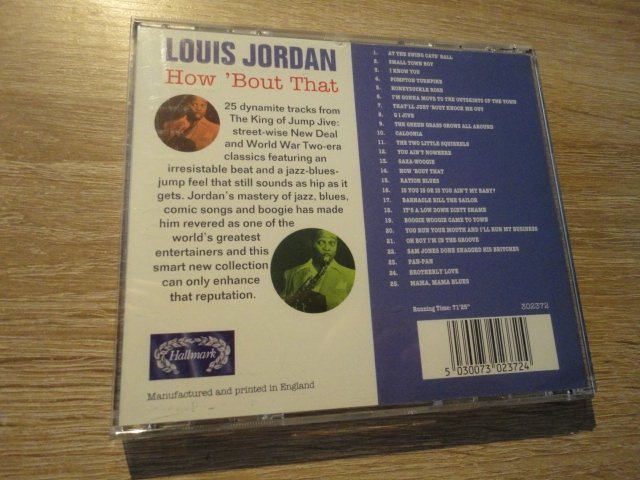 LOUIS JORDAN
How 'Bout That
25 dynamite tracks from
The King of Jump Jive:
street-wise New Deal
and World War Two-era
classics featuring an
irresistable beat and a jazz-blues-
jump feel that still sounds as hip as it
gets. Jordan's mastery of jazz, blues,
comic songs and boogie has made
him revered as one of the
world's greatest
entertainers and this
smart new collection
can only enhance
that reputation.
Hallmark
Manufactured and printed in England
1. AT THE SWING CATS' BALL
2. SMALL TOWN BOY
3. I KNOW YOU
4. POMPTON TURNPIKE
5. HONEYSUCKLE ROSE
6. I'M GONNA MOVE TO THE OUTSKIRTS OF THE TOWN
7. THAT'LL JUST 'BOUT KNOCK ME OUT
8. G I JIVE
9. THE GREEN GRASS GROWS ALL AROUND
10. CALDONIA
11. THE TWO LITTLE SQUIRRELS
12. YOU AIN'T NOWHERE
13. SAXA-WOOGIE
14. HOW 'BOUT THAT
15. RATION BLUES
16. IS YOU IS OR IS YOU AIN'T MY BABY?
17. BARNACLE BILL THE SAILOR
18. IT'S A LOW DOWN DIRTY SHAME
19. BOOGIE WOOGIE CAME TO TOWN
20. YOU RUN YOUR MOUTH AND I'LL RUN MY BUSINESS
21. OH BOY I'M IN THE GROOVE
22. SAM JONES DONE SNAGGED HIS BRITCHES
23. PAN-PAN
24. BROTHERLY LOVE
25. MAMA, MAMA BLUES
Running Time: 71'25"
302372
5 030073 023724